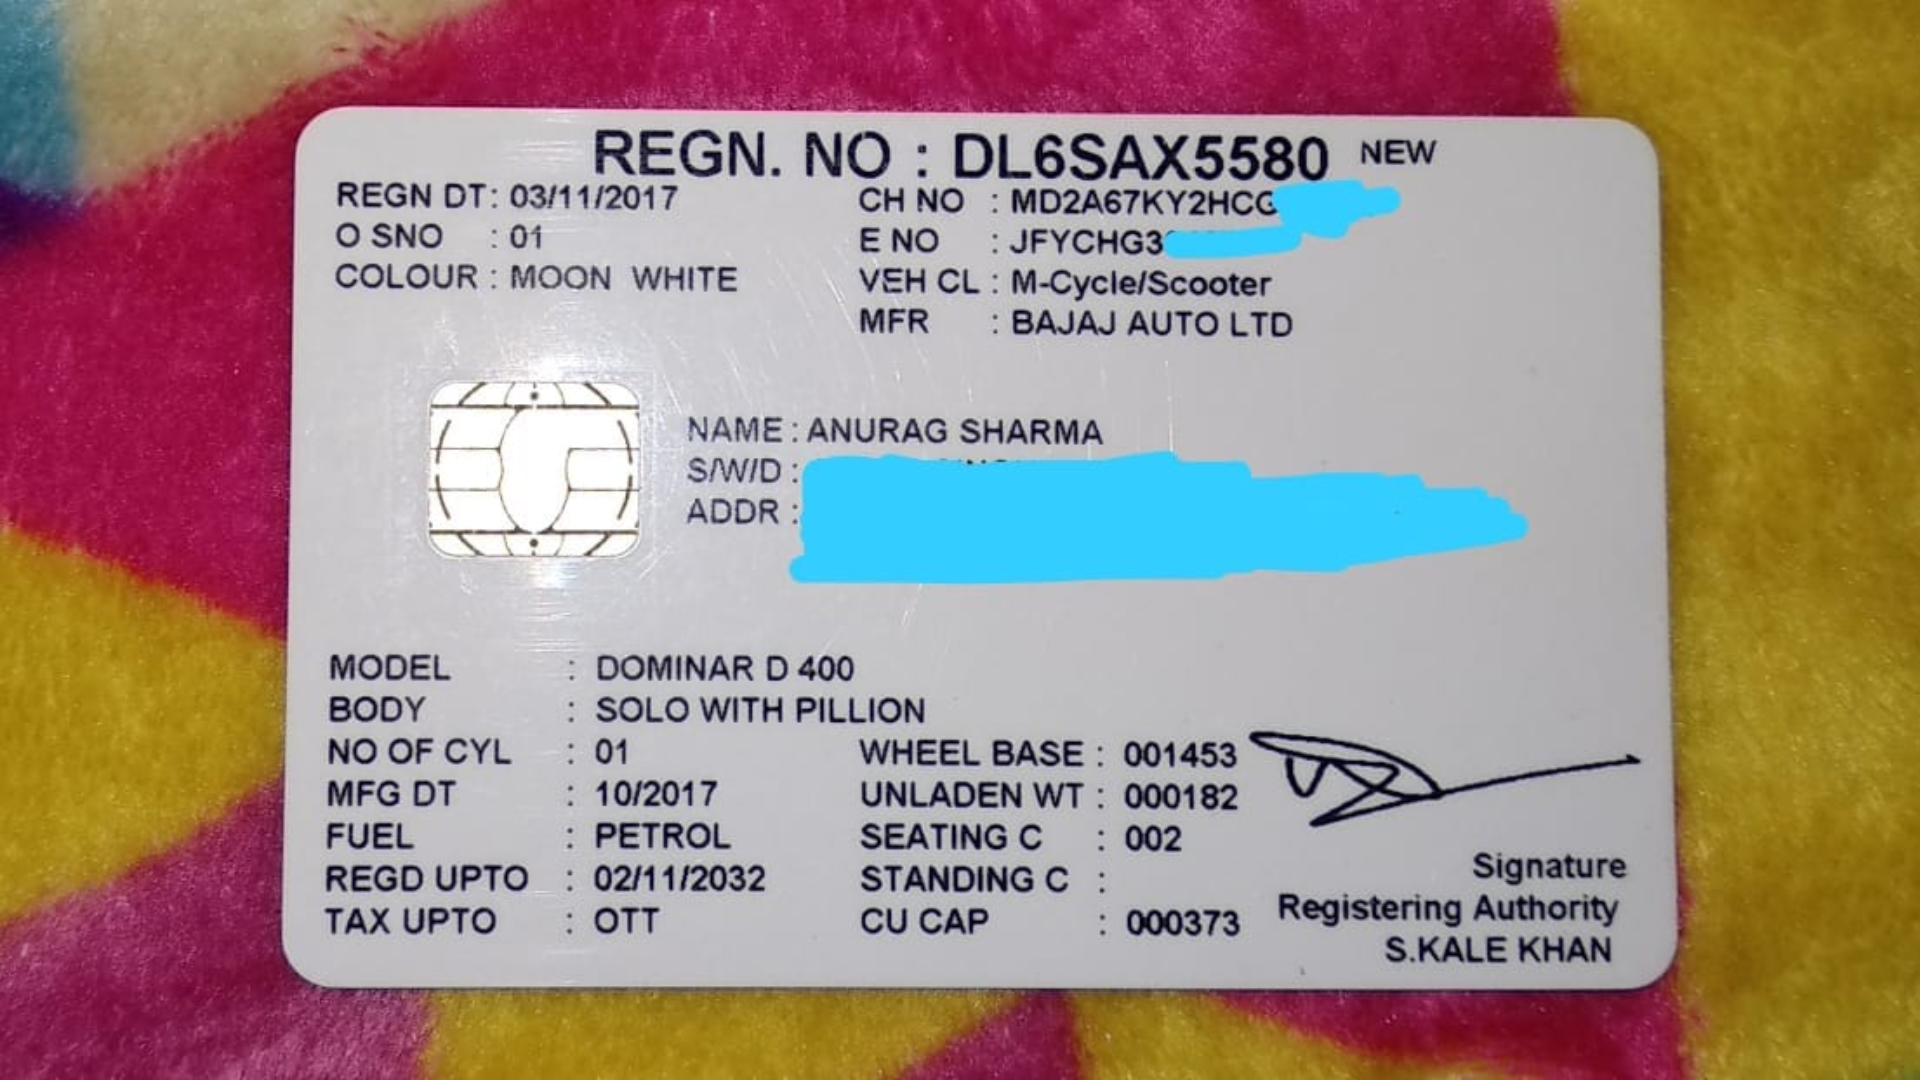 REGN. NO : DL6SAX5580 NEW
REGN DT : 03/11/2017 CH NO : MD2A67KY2HCG
O SNO : 01 E NO : JFYCHG3
COLOUR : MOON WHITE VEH CL : M-Cycle/Scooter
MFR : BAJAJ AUTO LTD
NAME : ANURAG SHARMA
S/W/D :
ADDR :
MODEL : DOMINAR D 400
BODY : SOLO WITH PILLION
NO OF CYL : 01 WHEEL BASE : 001453
MFG DT : 10/2017 UNLADEN WT : 000182
FUEL : PETROL SEATING C : 002
REGD UPTO : 02/11/2032 STANDING C :
TAX UPTO : OTT CU CAP : 000373
Signature
Registering Authority
S.KALE KHAN